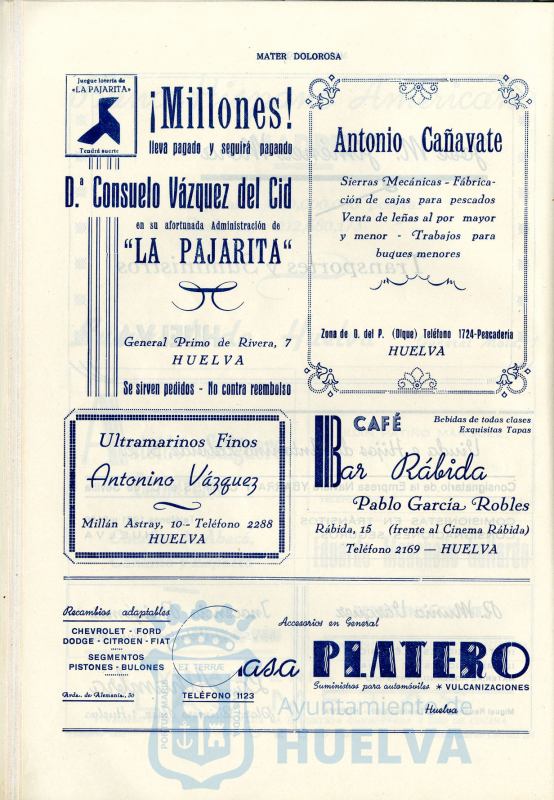 MATER DOLOROSA
Juegue lotería de
«LA PAJARITA»
Tendrá suerte
¡Millones!
lleva pagado y seguirá pagando
D.ª Consuelo Vázquez del Cid
en su afortunada Administración de
"LA PAJARITA"
General Primo de Rivera, 7
HUELVA
Se sirven pedidos - No contra reembolso
Antonio Cañavate
Sierras Mecánicas - Fábrica-
ción de cajas para pescados
Venta de leñas al por mayor
y menor - Trabajos para
buques menores
Zona de O. del P. (Dique) Teléfono 1724-Pescadería
HUELVA
Ultramarinos Finos
Antonino Vázquez
Millán Astray, 10 - Teléfono 2288
HUELVA
CAFÉ
Bebidas de todas clases
Exquisitas Tapas
Bar Rábida
Pablo García Robles
Rábida, 15 (frente al Cinema Rábida)
Teléfono 2169 — HUELVA
Recambios adaptables
CHEVROLET - FORD
DODGE - CITROEN - FIAT
SEGMENTOS
PISTONES - BULONES
Avda. de Alemania, 30
Accesorios en General
Casa PLATERO
TELÉFONO 1123
Suministros para automóviles * VULCANIZACIONES
Huelva
Ayuntamiento de
HUELVA